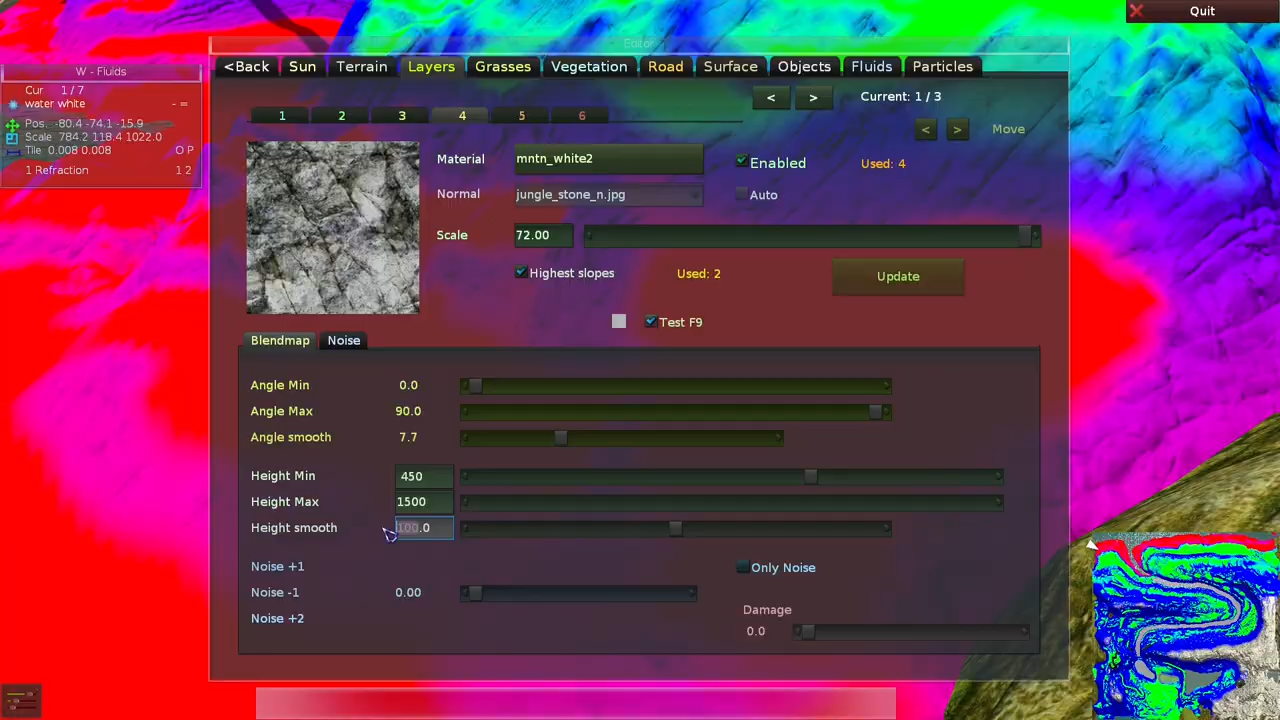 Quit
Editor
W - Fluids
<Back Sun Terrain Layers Grasses Vegetation Road Surface Objects Fluids Particles
Cur 1 / 7
water white - =
Pos. -80.4 -74.1 -15.9
Scale 784.2 118.4 1022.0
Tile 0.008 0.008 O P
1 Refraction 1 2
< > Current: 1 / 3
1 2 3 4 5 6
< > Move
Material mntn_white2 Enabled Used: 4
Normal jungle_stone_n.jpg Auto
Scale 72.00
Highest slopes Used: 2 Update
Test F9
Blendmap Noise
Angle Min 0.0
Angle Max 90.0
Angle smooth 7.7
Height Min 450
Height Max 1500
Height smooth 100.0
Noise +1 Only Noise
Noise -1 0.00
Noise +2
Damage
0.0